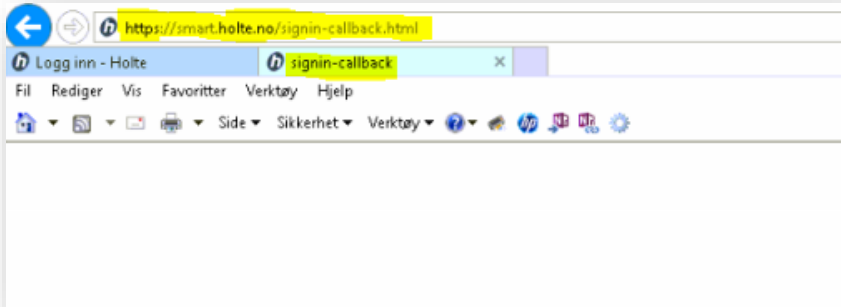 https://smart.holte.no/signin-callback.html
Logg inn - Holte signin-callback
Fil Rediger Vis Favoritter Verktøy Hjelp
Side Sikkerhet Verktøy